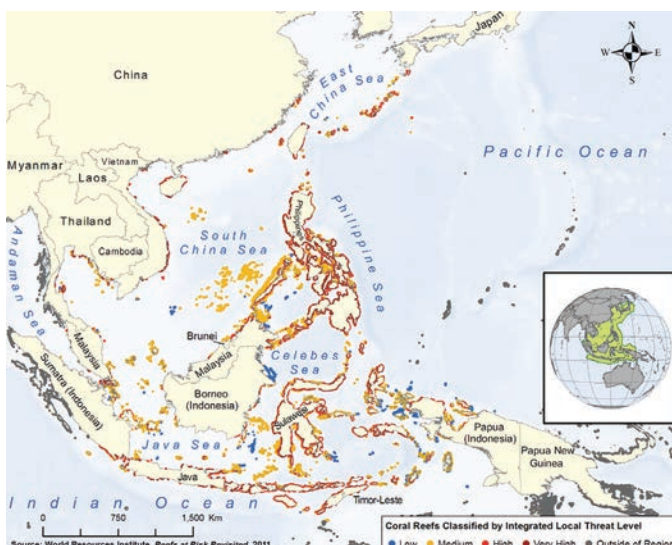 N
W E
S
Japan
China
East
China Sea
Pacific Ocean
Myanmar
Vietnam
Laos
Thailand
Cambodia
Andaman Sea
South
China Sea
Philippines
Philippine Sea
Brunei
Malaysia
Malaysia
Celebes
Sea
Sumatra (Indonesia)
Borneo
(Indonesia)
Sulawesi
Papua
(Indonesia)
Papua New
Guinea
Java Sea
Java
Timor-Leste
Indian Ocean
0 750 1,500 Km
Source: World Resources Institute, Reefs at Risk Revisited, 2011
Coral Reefs Classified by Integrated Local Threat Level
Low Medium High Very High Outside of Region